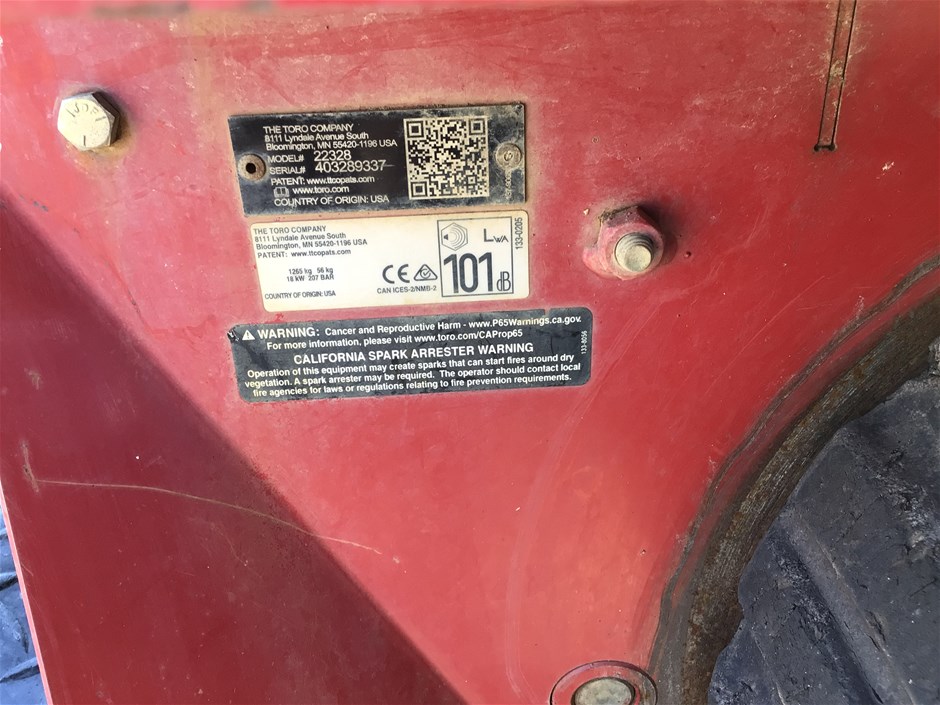 THE TORO COMPANY
8111 Lyndale Avenue South
Bloomington, MN 55420-1196 USA
MODEL# 22328
SERIAL# 403289337
PATENT: www.ttcopats.com
www.toro.com
COUNTRY OF ORIGIN: USA
THE TORO COMPANY
8111 Lyndale Avenue South
Bloomington, MN 55420-1196 USA
PATENT: www.ttcopats.com
1265 kg 56 kg
18 kW 207 BAR
COUNTRY OF ORIGIN: USA
CE
CAN ICES-2/NMB-2
LWA
101 dB
133-0205
WARNING: Cancer and Reproductive Harm - www.P65Warnings.ca.gov.
For more information, please visit www.toro.com/CAProp65
CALIFORNIA SPARK ARRESTER WARNING
Operation of this equipment may create sparks that can start fires around dry
vegetation. A spark arrester may be required. The operator should contact local
fire agencies for laws or regulations relating to fire prevention requirements.
133-8056